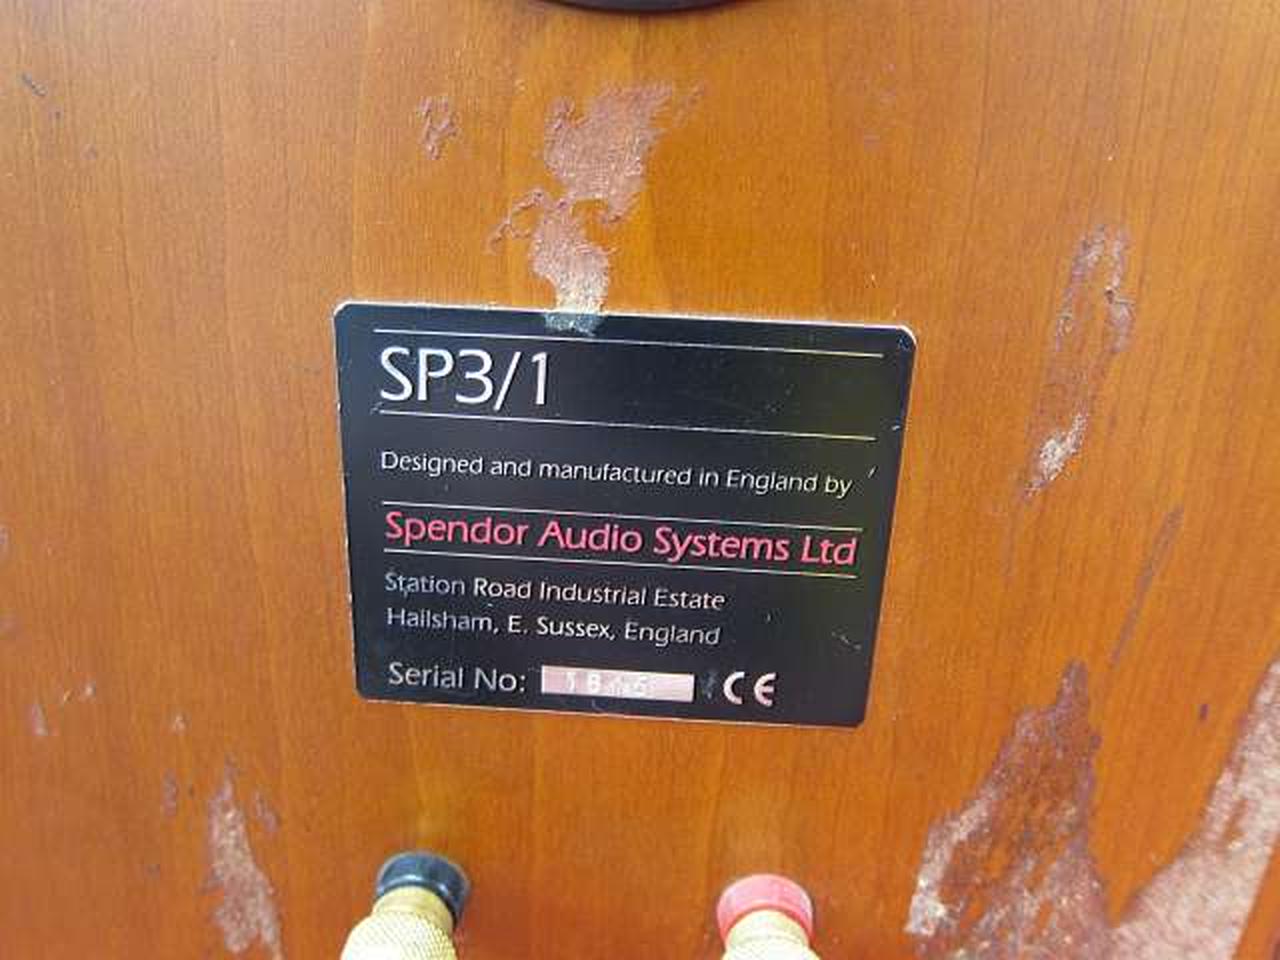 SP3/1
Designed and manufactured in England by
Spendor Audio Systems Ltd
Station Road Industrial Estate
Hailsham, E. Sussex, England
Serial No: CE